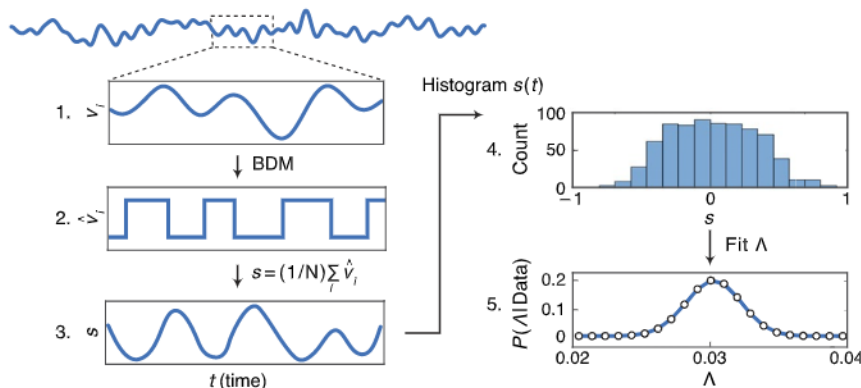 1. v_i
BDM
2. v̂_i
s=(1/N)∑_i v̂_i
3. s
t (time)
Histogram s(t)
4. Count
100
50
0
−1 0 1
s
Fit Λ
5. P(Λ|Data)
0.2
0.1
0
0.02 0.03 0.04
Λ